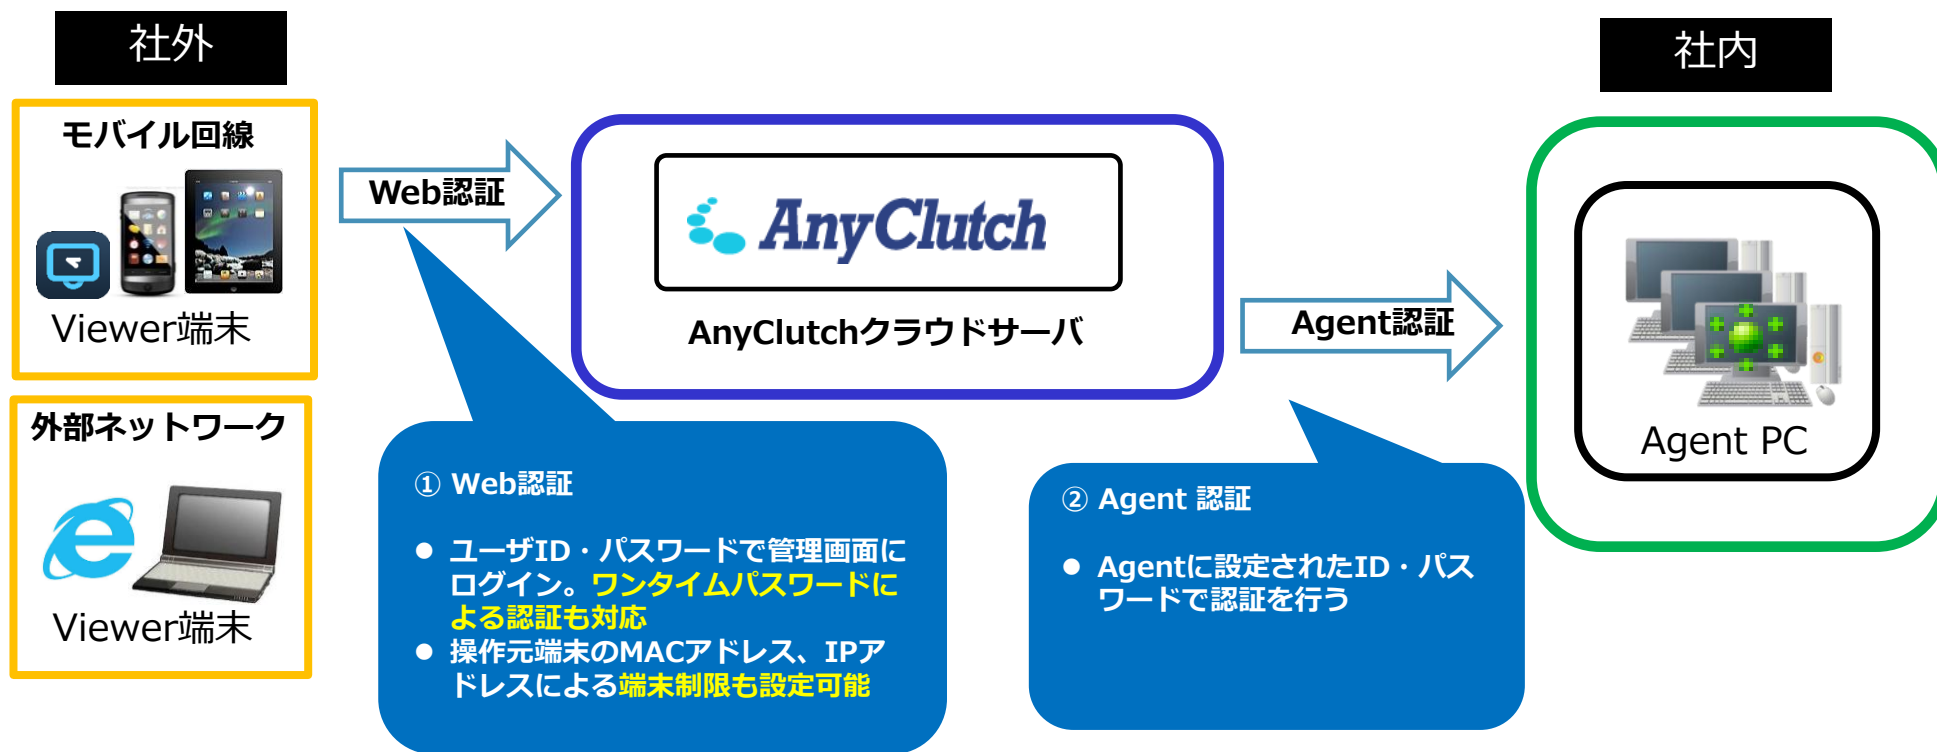 社外
社内
モバイル回線
Viewer端末
外部ネットワーク
Viewer端末
Web認証
AnyClutch
AnyClutchクラウドサーバ
Agent認証
Agent PC
① Web認証
● ユーザID・パスワードで管理画面に
ログイン。ワンタイムパスワードに
よる認証も対応
● 操作元端末のMACアドレス、IPア
ドレスによる端末制限も設定可能
② Agent 認証
● Agentに設定されたID・パス
ワードで認証を行う